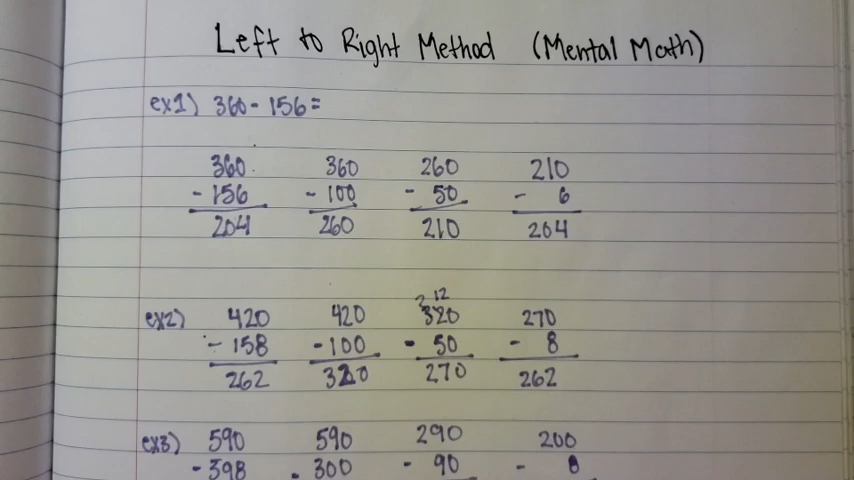 Left to Right Method (Mental Math)
ex1) 360 - 156 =
360 360 260 210
- 156 - 100 - 50 - 6
204 260 210 204
2 12
ex2) 420 420 320 270
- 158 - 100 - 50 - 8
262 320 270 262
ex3) 590 590 290 200
- 398 - 300 - 90 - 8